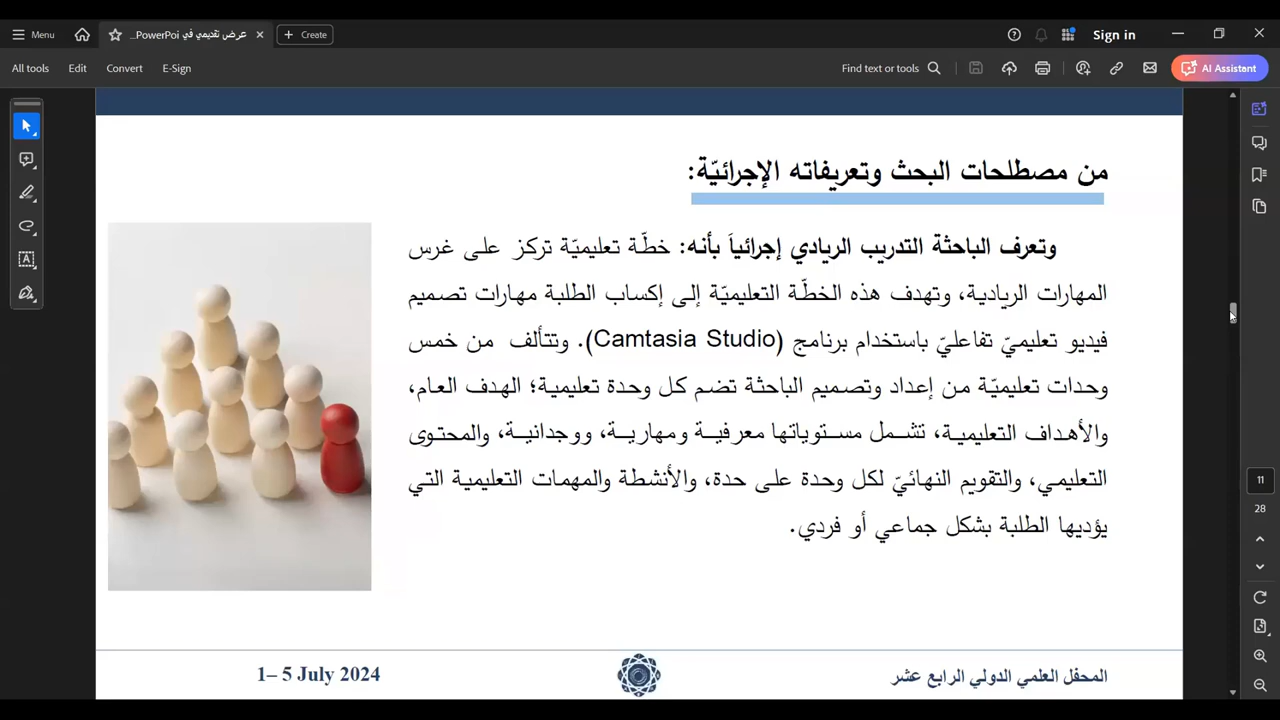 Menu
عرض تقديمي في PowerPoi...
Create
Sign in
All tools
Edit
Convert
E-Sign
Find text or tools
AI Assistant
من مصطلحات البحث وتعريفاته الإجرائيّة:
وتعرف الباحثة التدريب الريادي إجرائياَ بأنه: خطّة تعليميّة تركز على غرس
المهارات الريادية، وتهدف هذه الخطّة التعليميّة إلى إكساب الطلبة مهارات تصميم
فيديو تعليميّ تفاعليّ باستخدام برنامج (Camtasia Studio). وتتألف من خمس
وحدات تعليميّة من إعداد وتصميم الباحثة تضم كل وحدة تعليمية؛ الهدف العام،
والأهداف التعليمية، تشمل مستوياتها معرفية ومهارية، ووجدانية، والمحتوى
التعليمي، والتقويم النهائيّ لكل وحدة على حدة، والأنشطة والمهمات التعليمية التي
يؤديها الطلبة بشكل جماعي أو فردي.
11
28
1– 5 July 2024
المحفل العلمي الدولي الرابع عشر